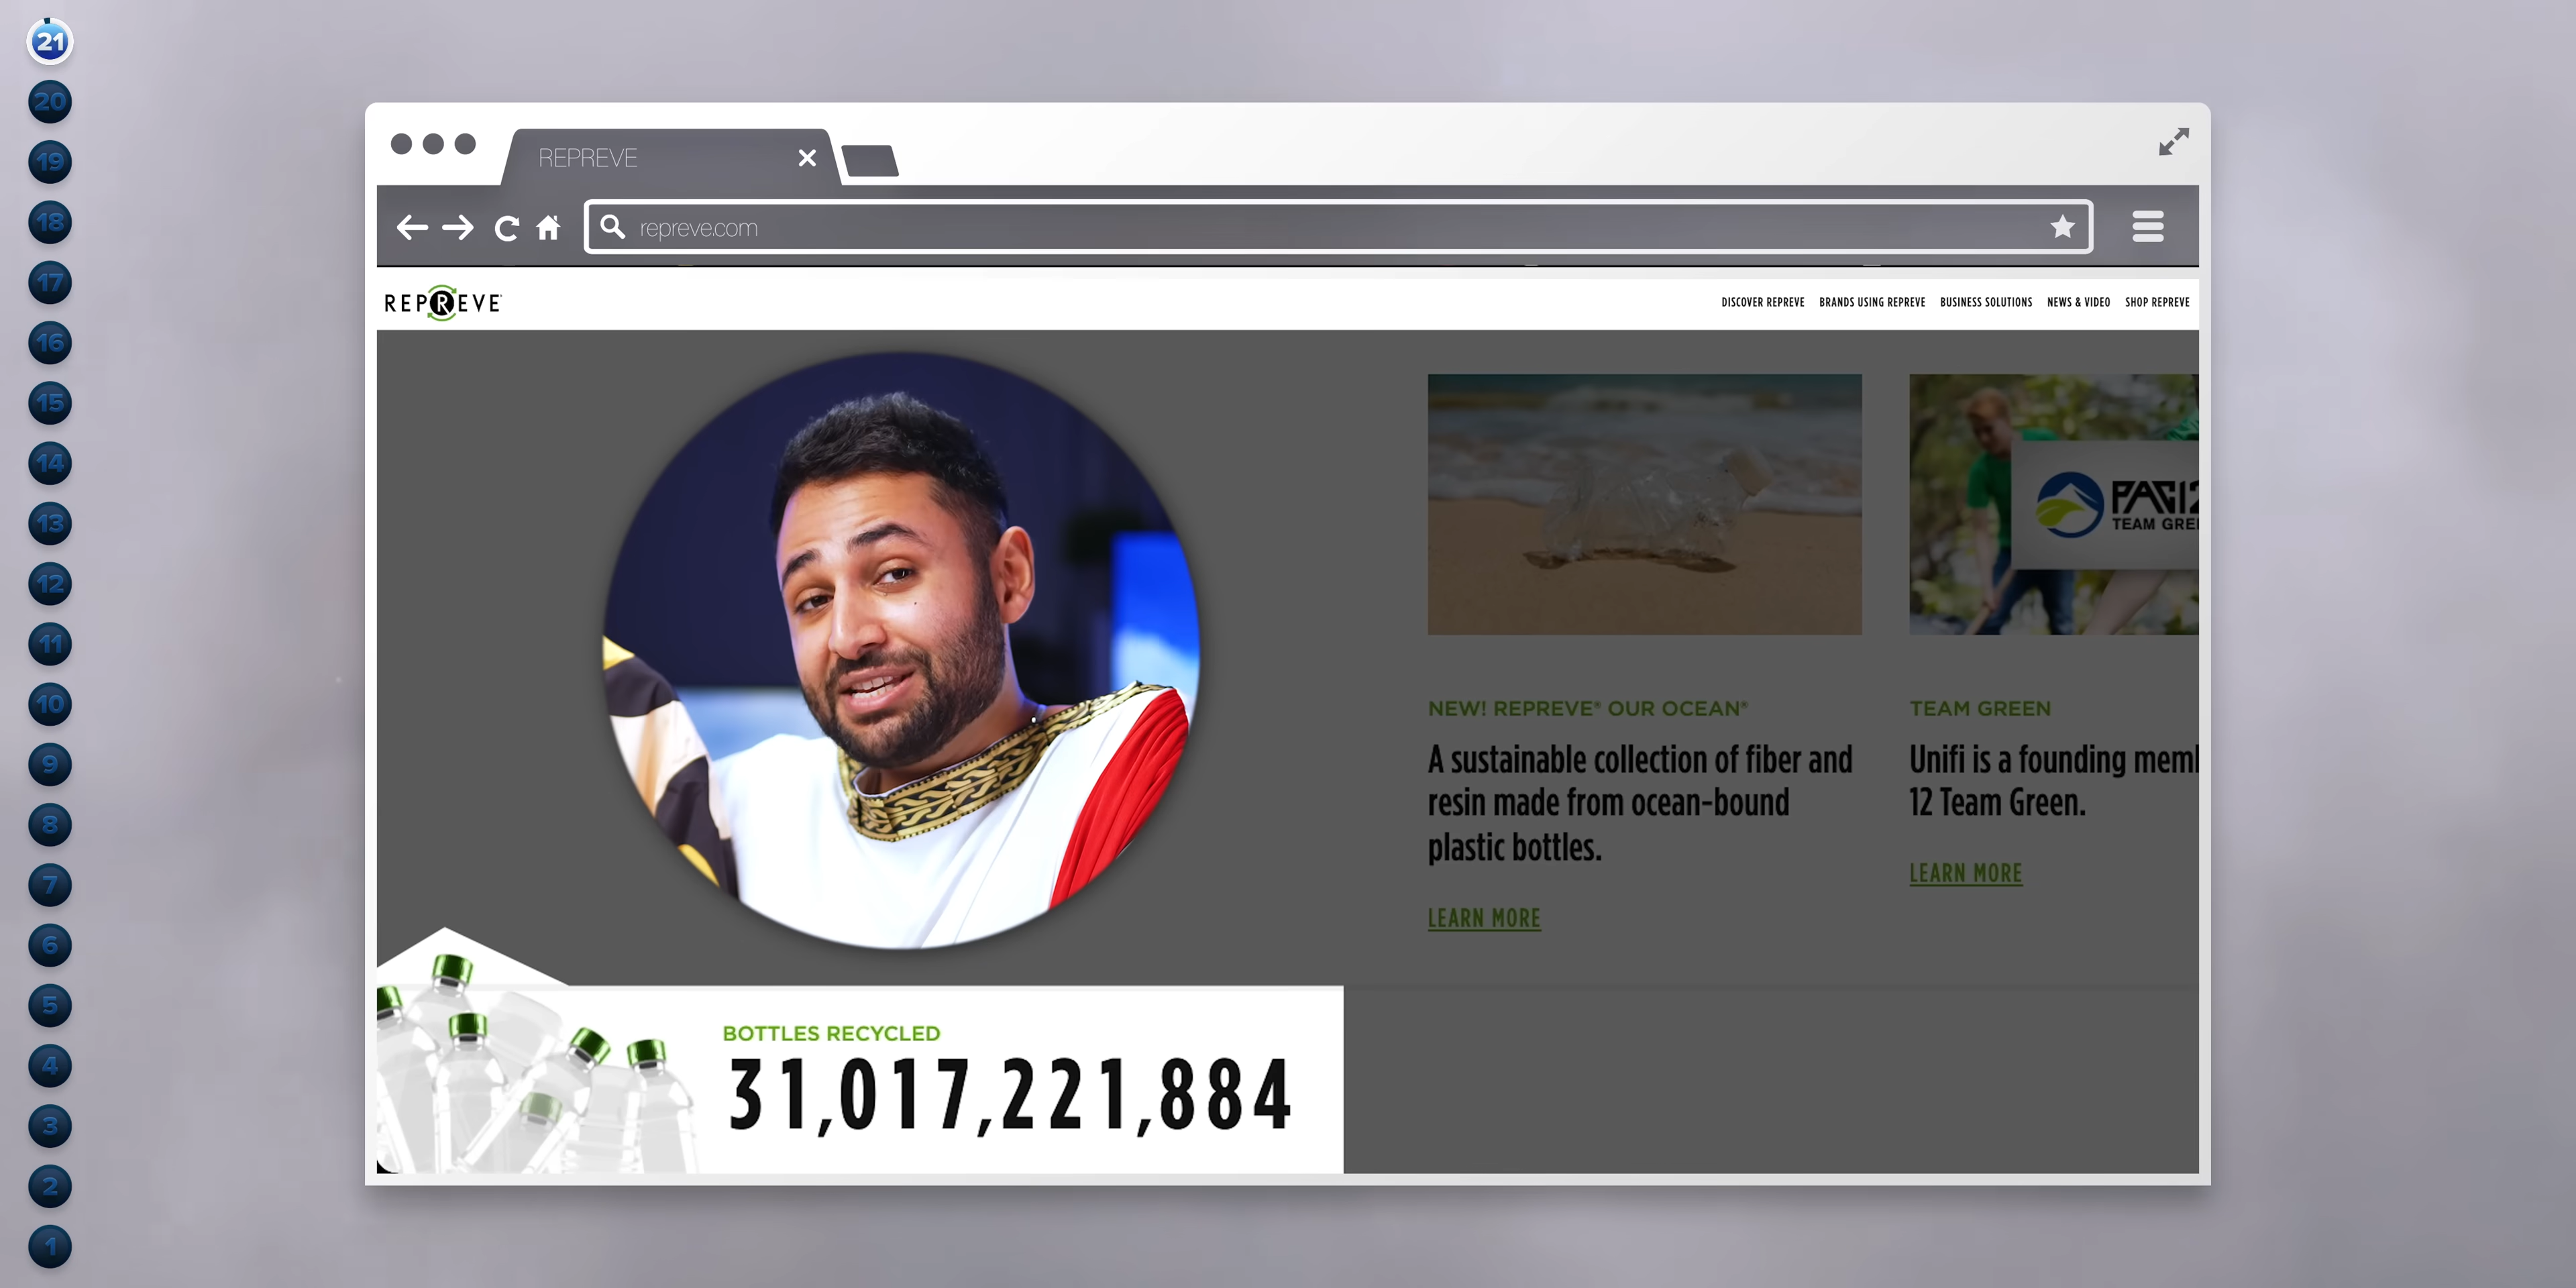 21
20
19
18
17
16
15
14
13
12
11
10
9
8
7
6
5
4
3
2
1
REPREVE
repreve.com
REPREVE
DISCOVER REPREVE BRANDS USING REPREVE BUSINESS SOLUTIONS NEWS & VIDEO SHOP REPREVE
PAC12
TEAM GREE
NEW! REPREVE® OUR OCEAN®
A sustainable collection of fiber and
resin made from ocean-bound
plastic bottles.
LEARN MORE
TEAM GREEN
Unifi is a founding meml
12 Team Green.
LEARN MORE
BOTTLES RECYCLED
31,017,221,884